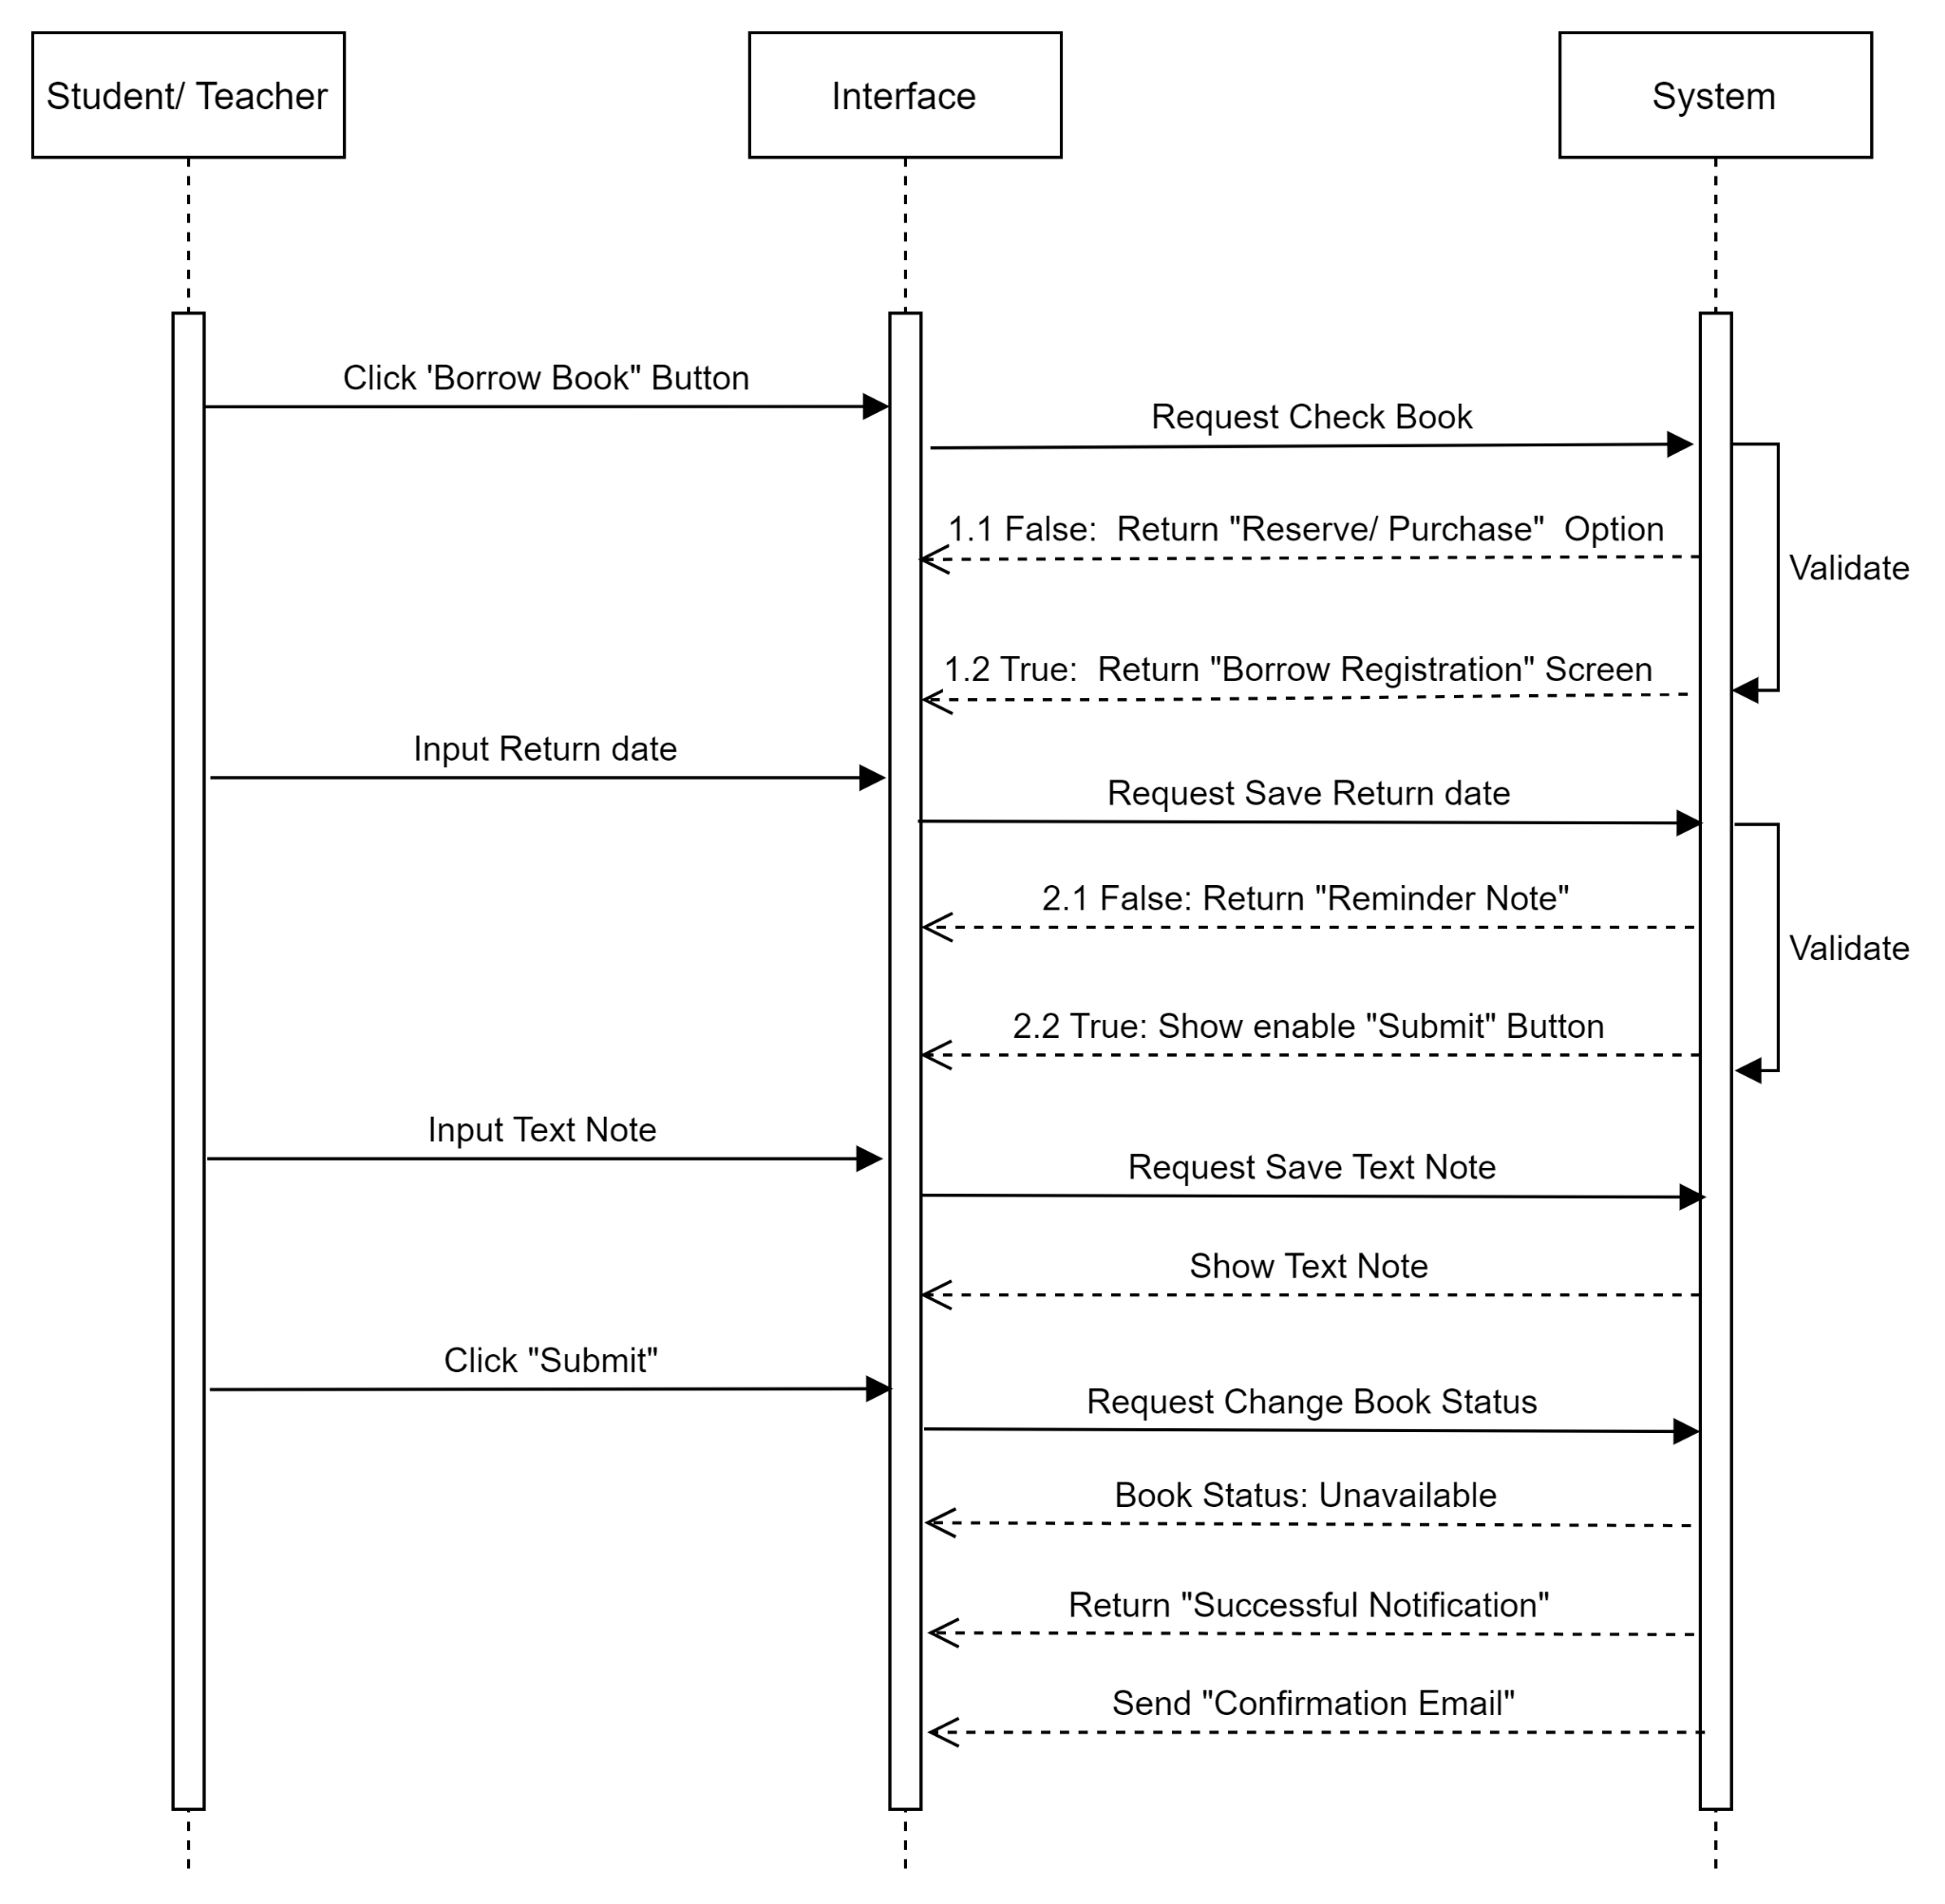 Student/ Teacher
Interface
System
Click 'Borrow Book" Button
Request Check Book
1.1 False:  Return "Reserve/ Purchase"  Option
Validate
1.2 True:  Return "Borrow Registration" Screen
Input Return date
Request Save Return date
2.1 False: Return "Reminder Note"
Validate
2.2 True: Show enable "Submit" Button
Input Text Note
Request Save Text Note
Show Text Note
Click "Submit"
Request Change Book Status
Book Status: Unavailable
Return "Successful Notification"
Send "Confirmation Email"